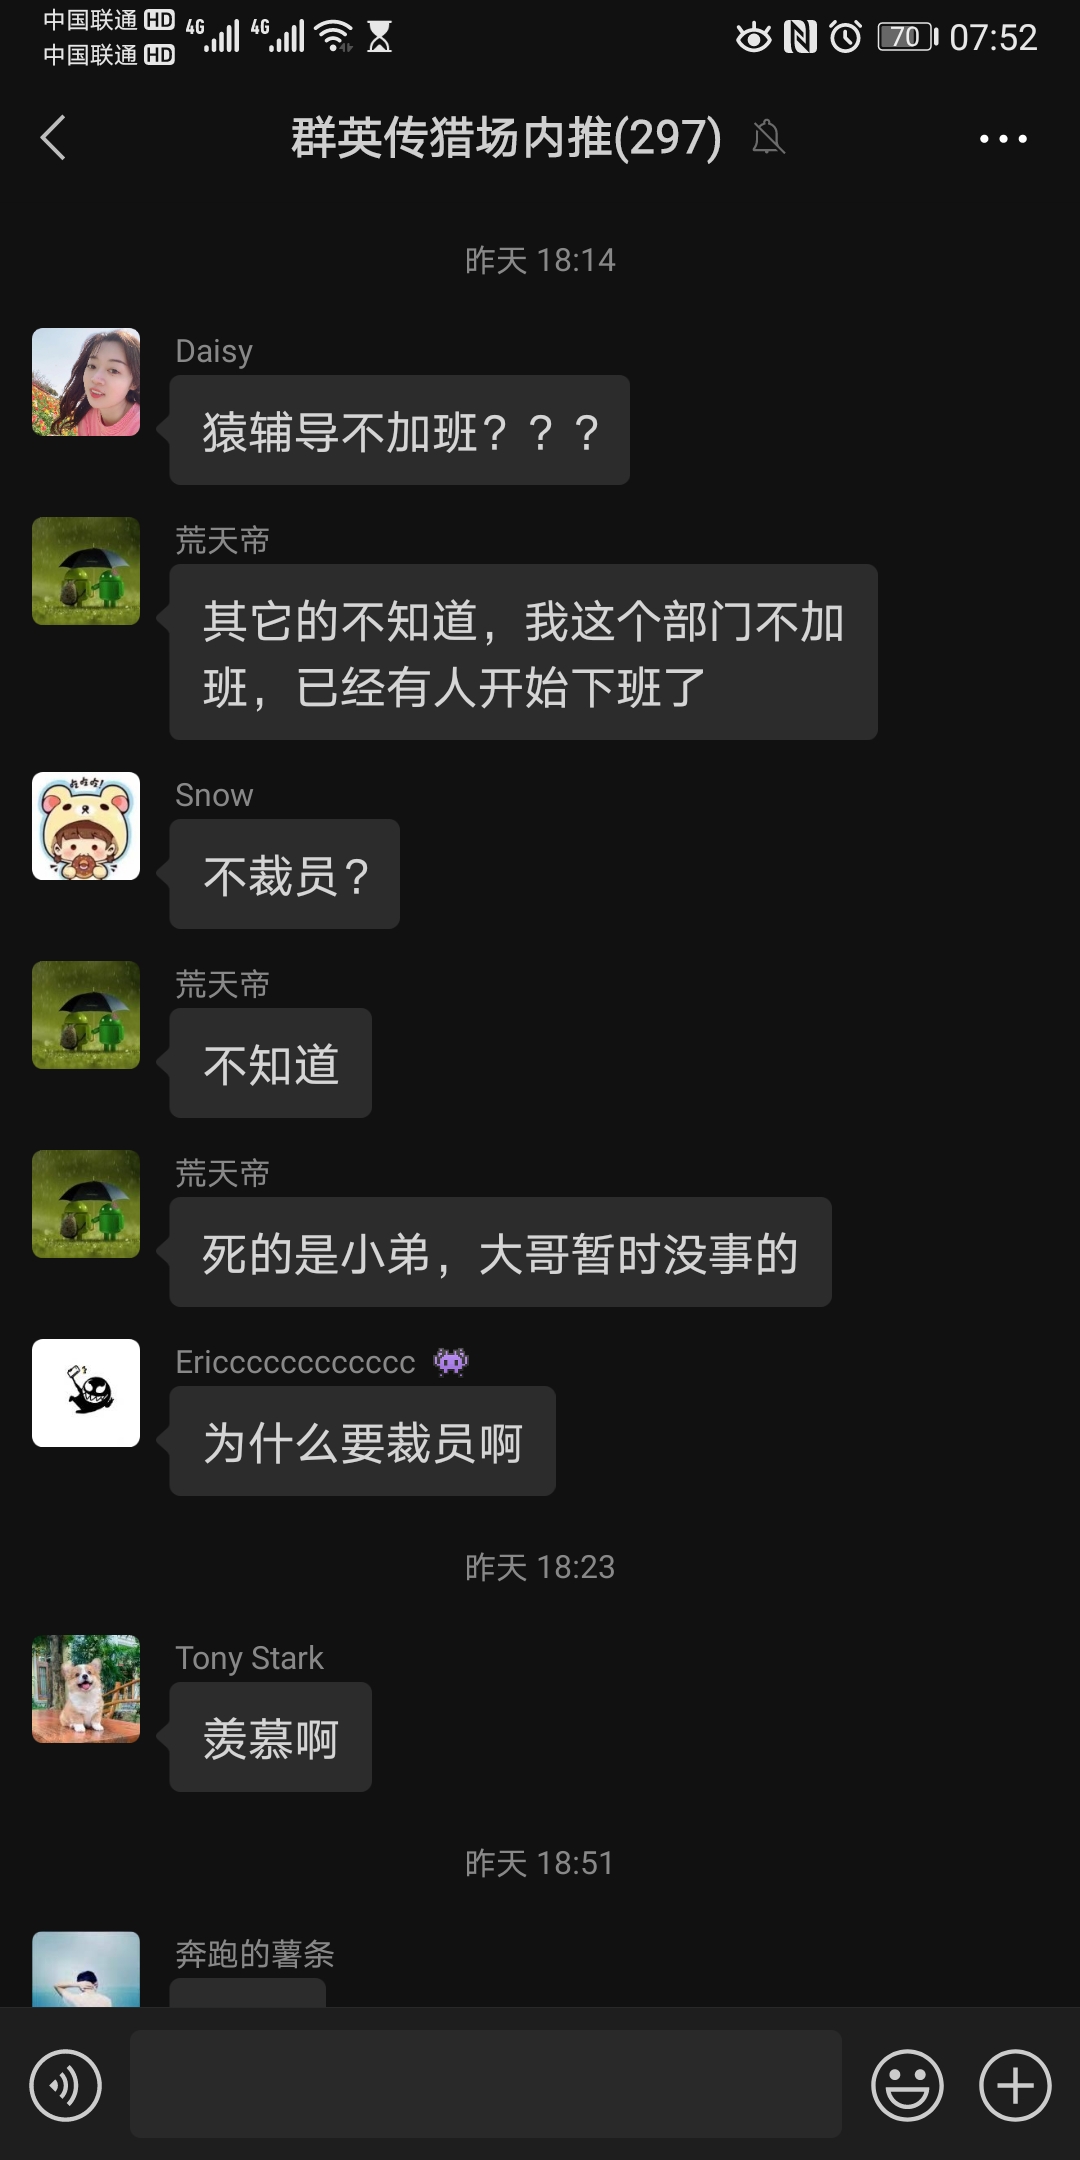 中国联通 HD 4G 4G 70 07:52
中国联通 HD
群英传猎场内推(297)
昨天 18:14
Daisy
猿辅导不加班？？？
荒天帝
其它的不知道，我这个部门不加
班，已经有人开始下班了
Snow
不裁员？
荒天帝
不知道
荒天帝
死的是小弟，大哥暂时没事的
Ericcccccccccccc 👾
为什么要裁员啊
昨天 18:23
Tony Stark
羡慕啊
昨天 18:51
奔跑的薯条